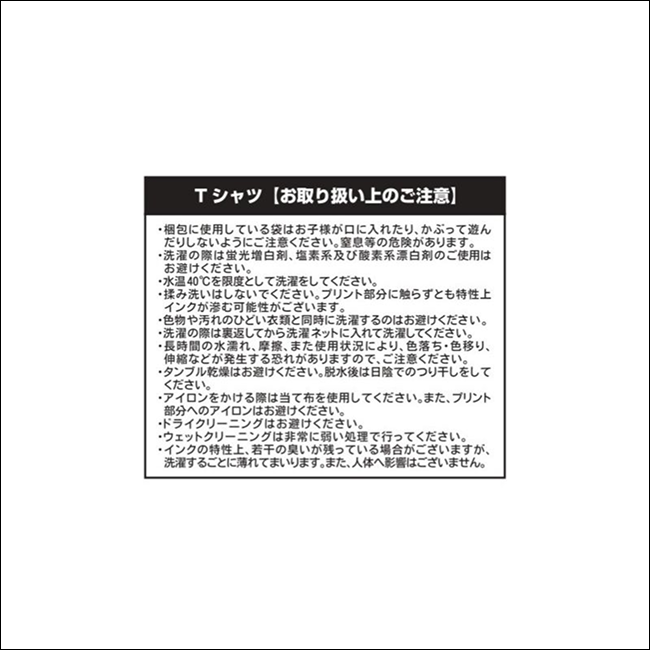 Tシャツ【お取り扱い上のご注意】
・梱包に使用している袋はお子様が口に入れたり、かぶって遊ん
だりしないようにご注意ください。窒息等の危険があります。
・洗濯の際は蛍光増白剤、塩素系及び酸素系漂白剤のご使用は
お避けください。
・水温40℃を限度として洗濯をしてください。
・揉み洗いはしないでください。プリント部分に触らずとも特性上
インクが滲む可能性がございます。
・色物や汚れのひどい衣類と同時に洗濯するのはお避けください。
・洗濯の際は裏返してから洗濯ネットに入れて洗濯してください。
・長時間の水濡れ、摩擦、また使用状況により、色落ち・色移り、
伸縮などが発生する恐れがありますので、ご注意ください。
・タンブル乾燥はお避けください。脱水後は日陰でのつり干しをして
ください。
・アイロンをかける際は当て布を使用してください。また、プリント
部分へのアイロンはお避けください。
・ドライクリーニングはお避けください。
・ウェットクリーニングは非常に弱い処理で行ってください。
・インクの特性上、若干の臭いが残っている場合がございますが、
洗濯するごとに薄れてまいります。また、人体へ影響はございません。